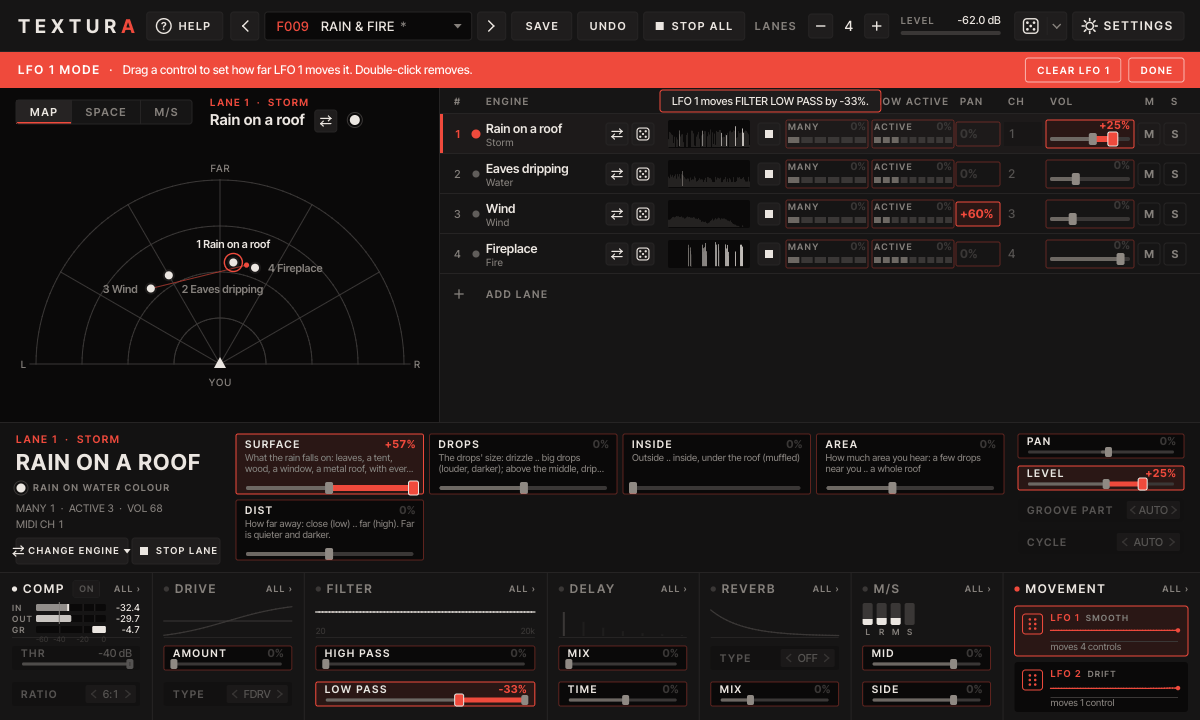 TEXTURA
? HELP
F009 RAIN & FIRE *
SAVE
UNDO
STOP ALL
LANES
4
LEVEL -62.0 dB
SETTINGS
LFO 1 MODE · Drag a control to set how far LFO 1 moves it. Double-click removes.
CLEAR LFO 1
DONE
MAP
SPACE
M/S
LANE 1 · STORM
Rain on a roof
FAR
1 Rain on a roof
4 Fireplace
3 Wind
2 Eaves dripping
L
R
YOU
# ENGINE
LFO 1 moves FILTER LOW PASS by -33%.
OW ACTIVE PAN CH VOL M S
1 Rain on a roof MANY 0% ACTIVE 0% 0% 1 +25% M S
Storm
2 Eaves dripping MANY 0% ACTIVE 0% 0% 2 0% M S
Water
3 Wind MANY 0% ACTIVE 0% +60% 3 0% M S
Wind
4 Fireplace MANY 0% ACTIVE 0% 0% 4 0% M S
Fire
+ ADD LANE
LANE 1 · STORM
RAIN ON A ROOF
RAIN ON WATER COLOUR
MANY 1 · ACTIVE 3 · VOL 68
MIDI CH 1
CHANGE ENGINE
STOP LANE
SURFACE +57%
What the rain falls on: leaves, a tent,
wood, a window, a metal roof, with ever...
DROPS 0%
The drops' size: drizzle .. big drops
(louder, darker); above the middle, drip...
INSIDE 0%
Outside .. inside, under the roof (muffled)
AREA 0%
How much area you hear: a few drops
near you .. a whole roof
DIST 0%
How far away: close (low) .. far (high). Far
is quieter and darker.
PAN 0%
LEVEL +25%
GROOVE PART < AUTO >
CYCLE < AUTO >
COMP ON ALL ›
IN -32.4
OUT -29.7
GR -4.7
-60 -40 -20 0
THR -40 dB
RATIO < 6:1 >
DRIVE ALL ›
AMOUNT 0%
TYPE < FDRV >
FILTER ALL ›
20 20k
HIGH PASS 0%
LOW PASS -33%
DELAY ALL ›
MIX 0%
TIME 0%
REVERB ALL ›
TYPE < OFF >
MIX 0%
M/S ALL ›
L R M S
MID 0%
SIDE 0%
MOVEMENT ALL ›
LFO 1 SMOOTH
moves 4 controls
LFO 2 DRIFT
moves 1 control